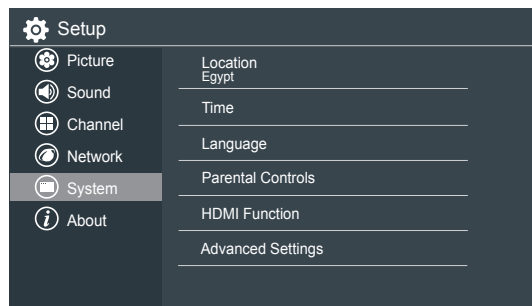 Setup
Picture
Sound
Channel
Network
System
About
Location
Egypt
Time
Language
Parental Controls
HDMI Function
Advanced Settings